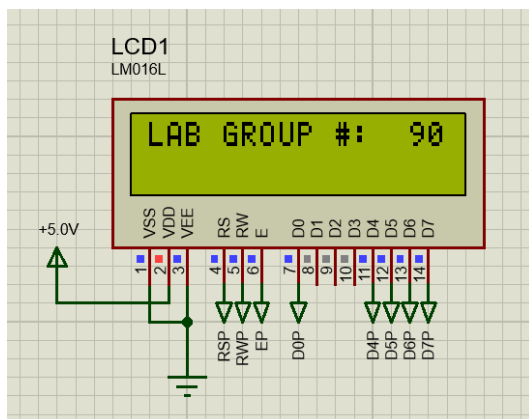 LCD1
LM016L
LAB GROUP #:  90
+5.0V
VSS VDD VEE RS RW E D0 D1 D2 D3 D4 D5 D6 D7
1 2 3 4 5 6 7 8 9 10 11 12 13 14
RSP RWP EP D0P D4P D5P D6P D7P